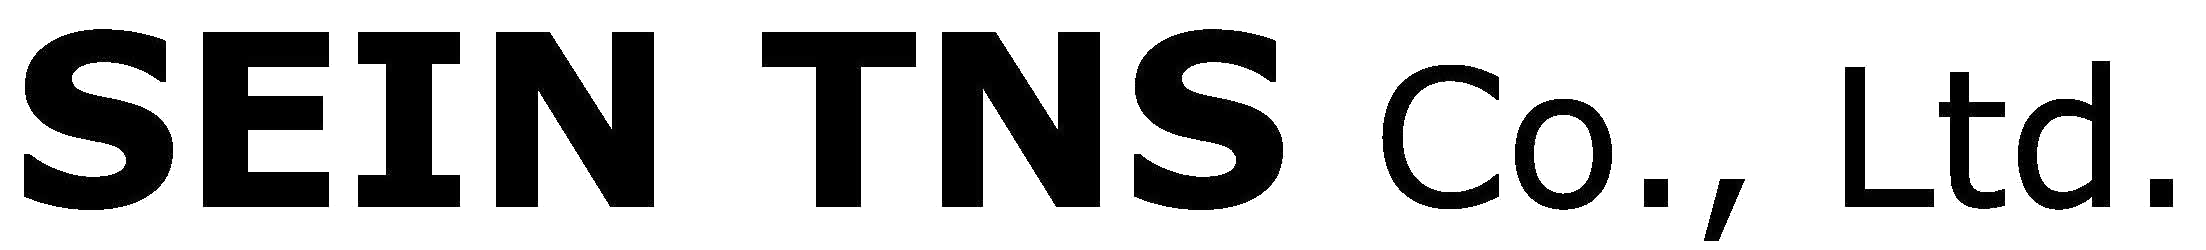 SEIN TNS Co., Ltd.